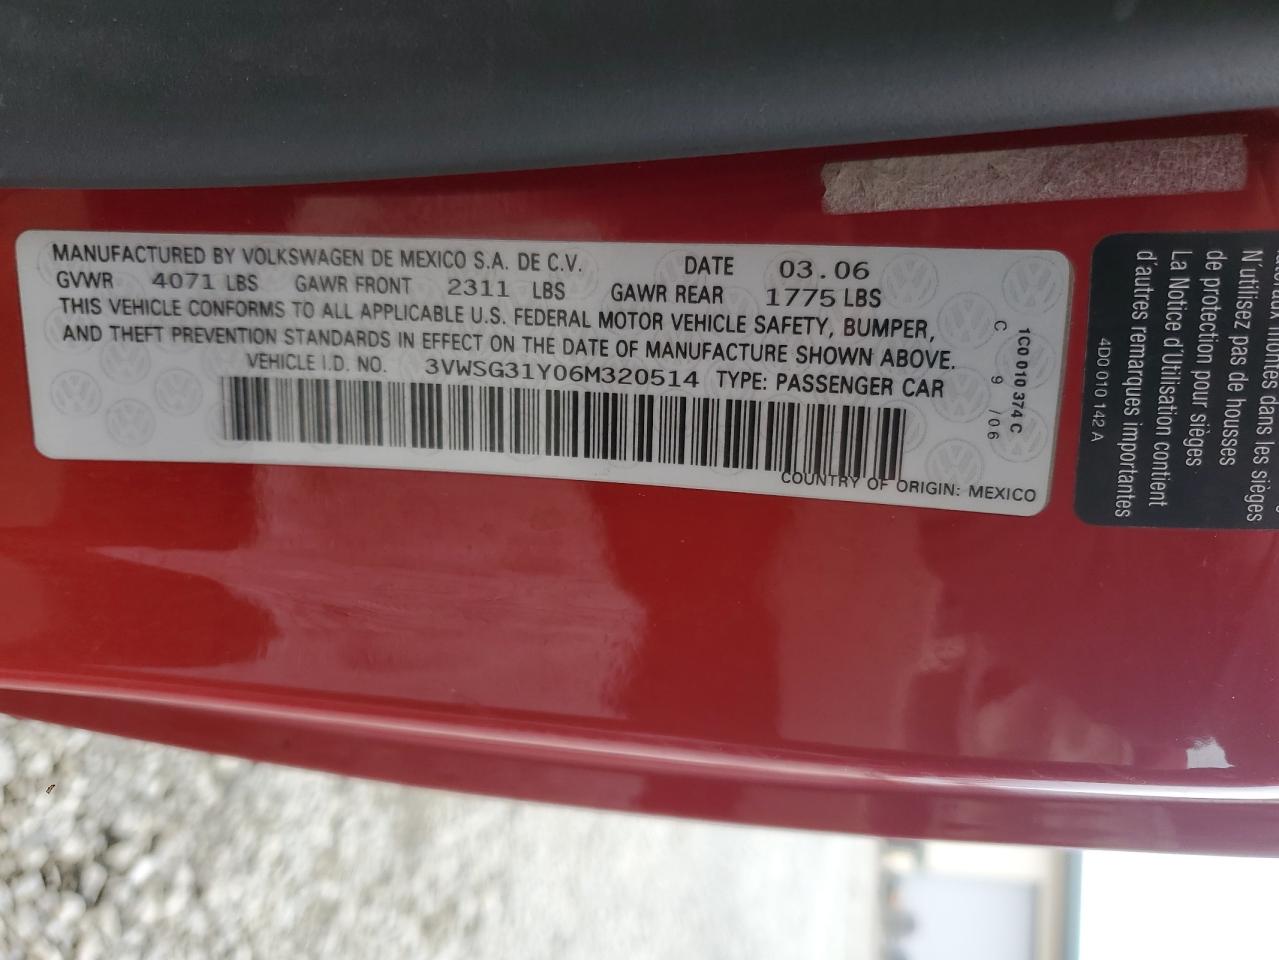 MANUFACTURED BY VOLKSWAGEN DE MEXICO S.A. DE C.V. DATE 03.06
GVWR 4071 LBS GAWR FRONT 2311 LBS GAWR REAR 1775 LBS
THIS VEHICLE CONFORMS TO ALL APPLICABLE U.S. FEDERAL MOTOR VEHICLE SAFETY, BUMPER,
AND THEFT PREVENTION STANDARDS IN EFFECT ON THE DATE OF MANUFACTURE SHOWN ABOVE.
VEHICLE I.D. NO. 3VWSG31Y06M320514 TYPE: PASSENGER CAR
COUNTRY OF ORIGIN: MEXICO
1C0 010 374 C
C 9 /06
dans les sièges
N utilisez pas de housses
de protection pour sièges
La Notice d'Utilisation contient
d'autres remarques importantes
4D0 010 142 A